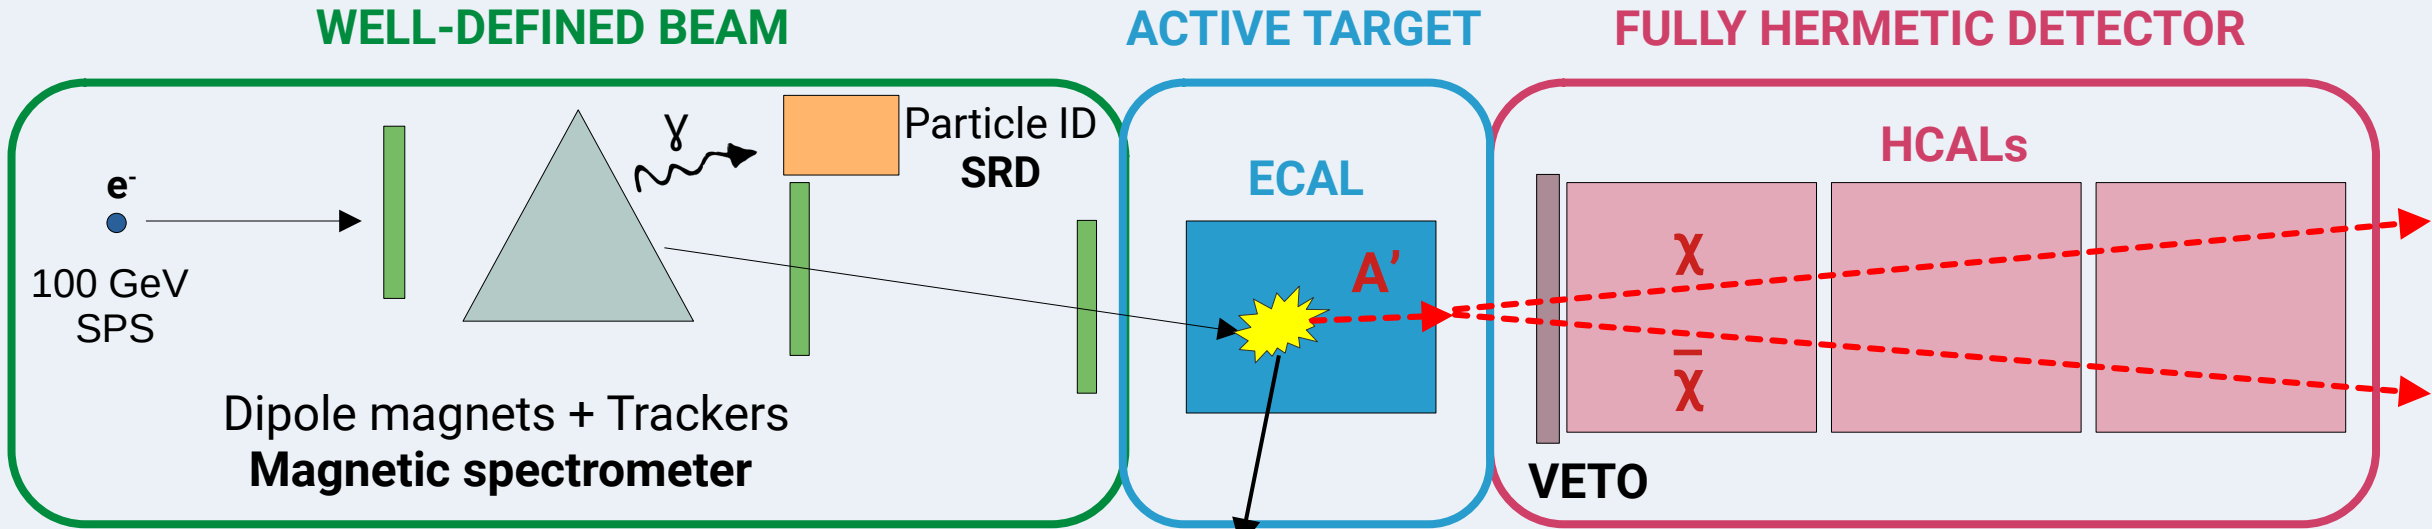 WELL-DEFINED BEAM
ACTIVE TARGET
FULLY HERMETIC DETECTOR
e⁻
100 GeV
SPS
γ
Particle ID
SRD
Dipole magnets + Trackers
Magnetic spectrometer
ECAL
A’
HCALs
χ
χ̄
VETO